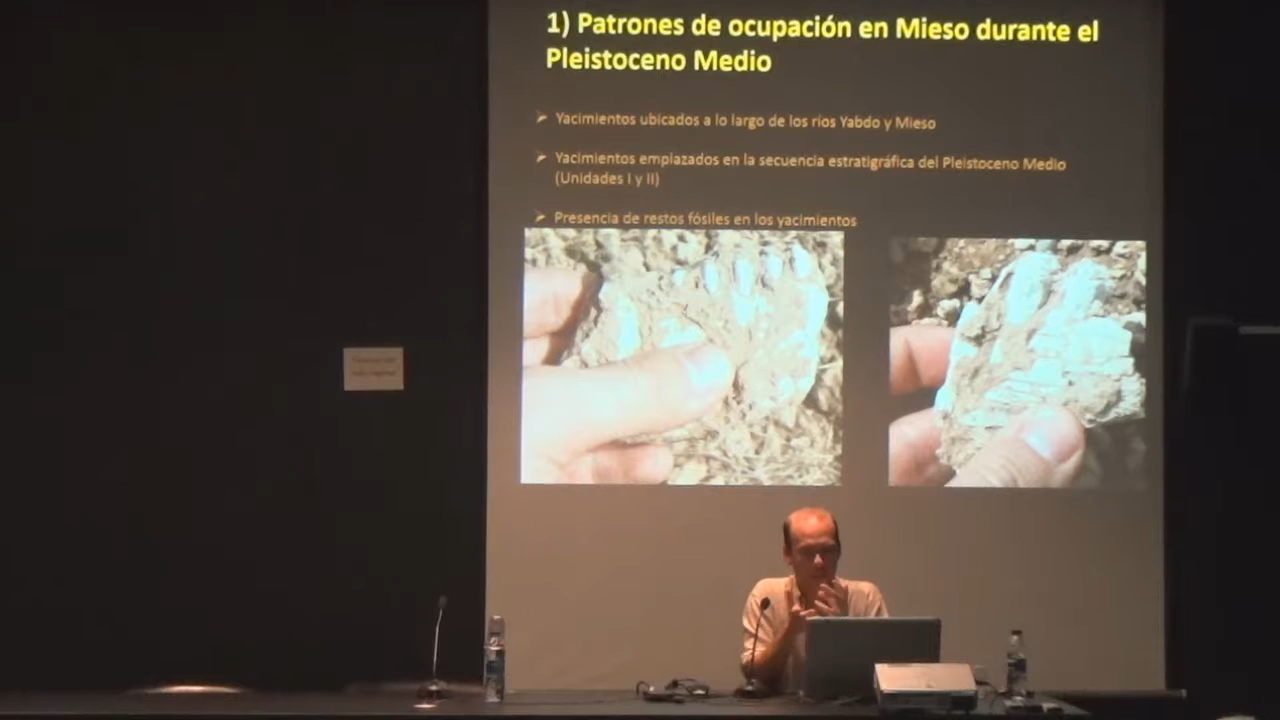 1) Patrones de ocupación en Mieso durante el
Pleistoceno Medio
Yacimientos ubicados a lo largo de los ríos Yabdo y Mieso
Yacimientos emplazados en la secuencia estratigráfica del Pleistoceno Medio
(Unidades I y II)
Presencia de restos fósiles en los yacimientos